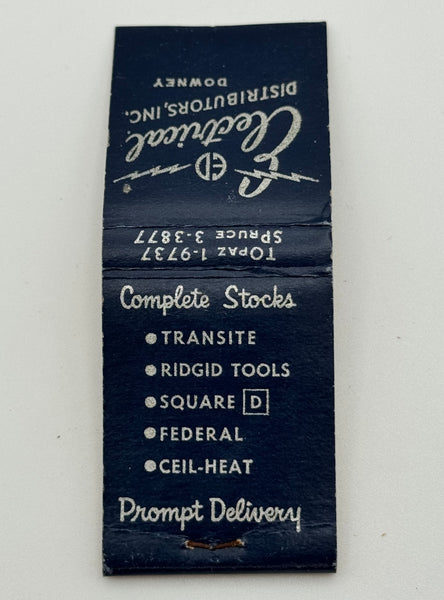 Electrical
DISTRIBUTORS, INC.
DOWNEY
ED
TOPAZ 1-9737
SPRUCE 3-3877
Complete Stocks
•TRANSITE
•RIDGID TOOLS
•SQUARE D
•FEDERAL
•CEIL-HEAT
Prompt Delivery